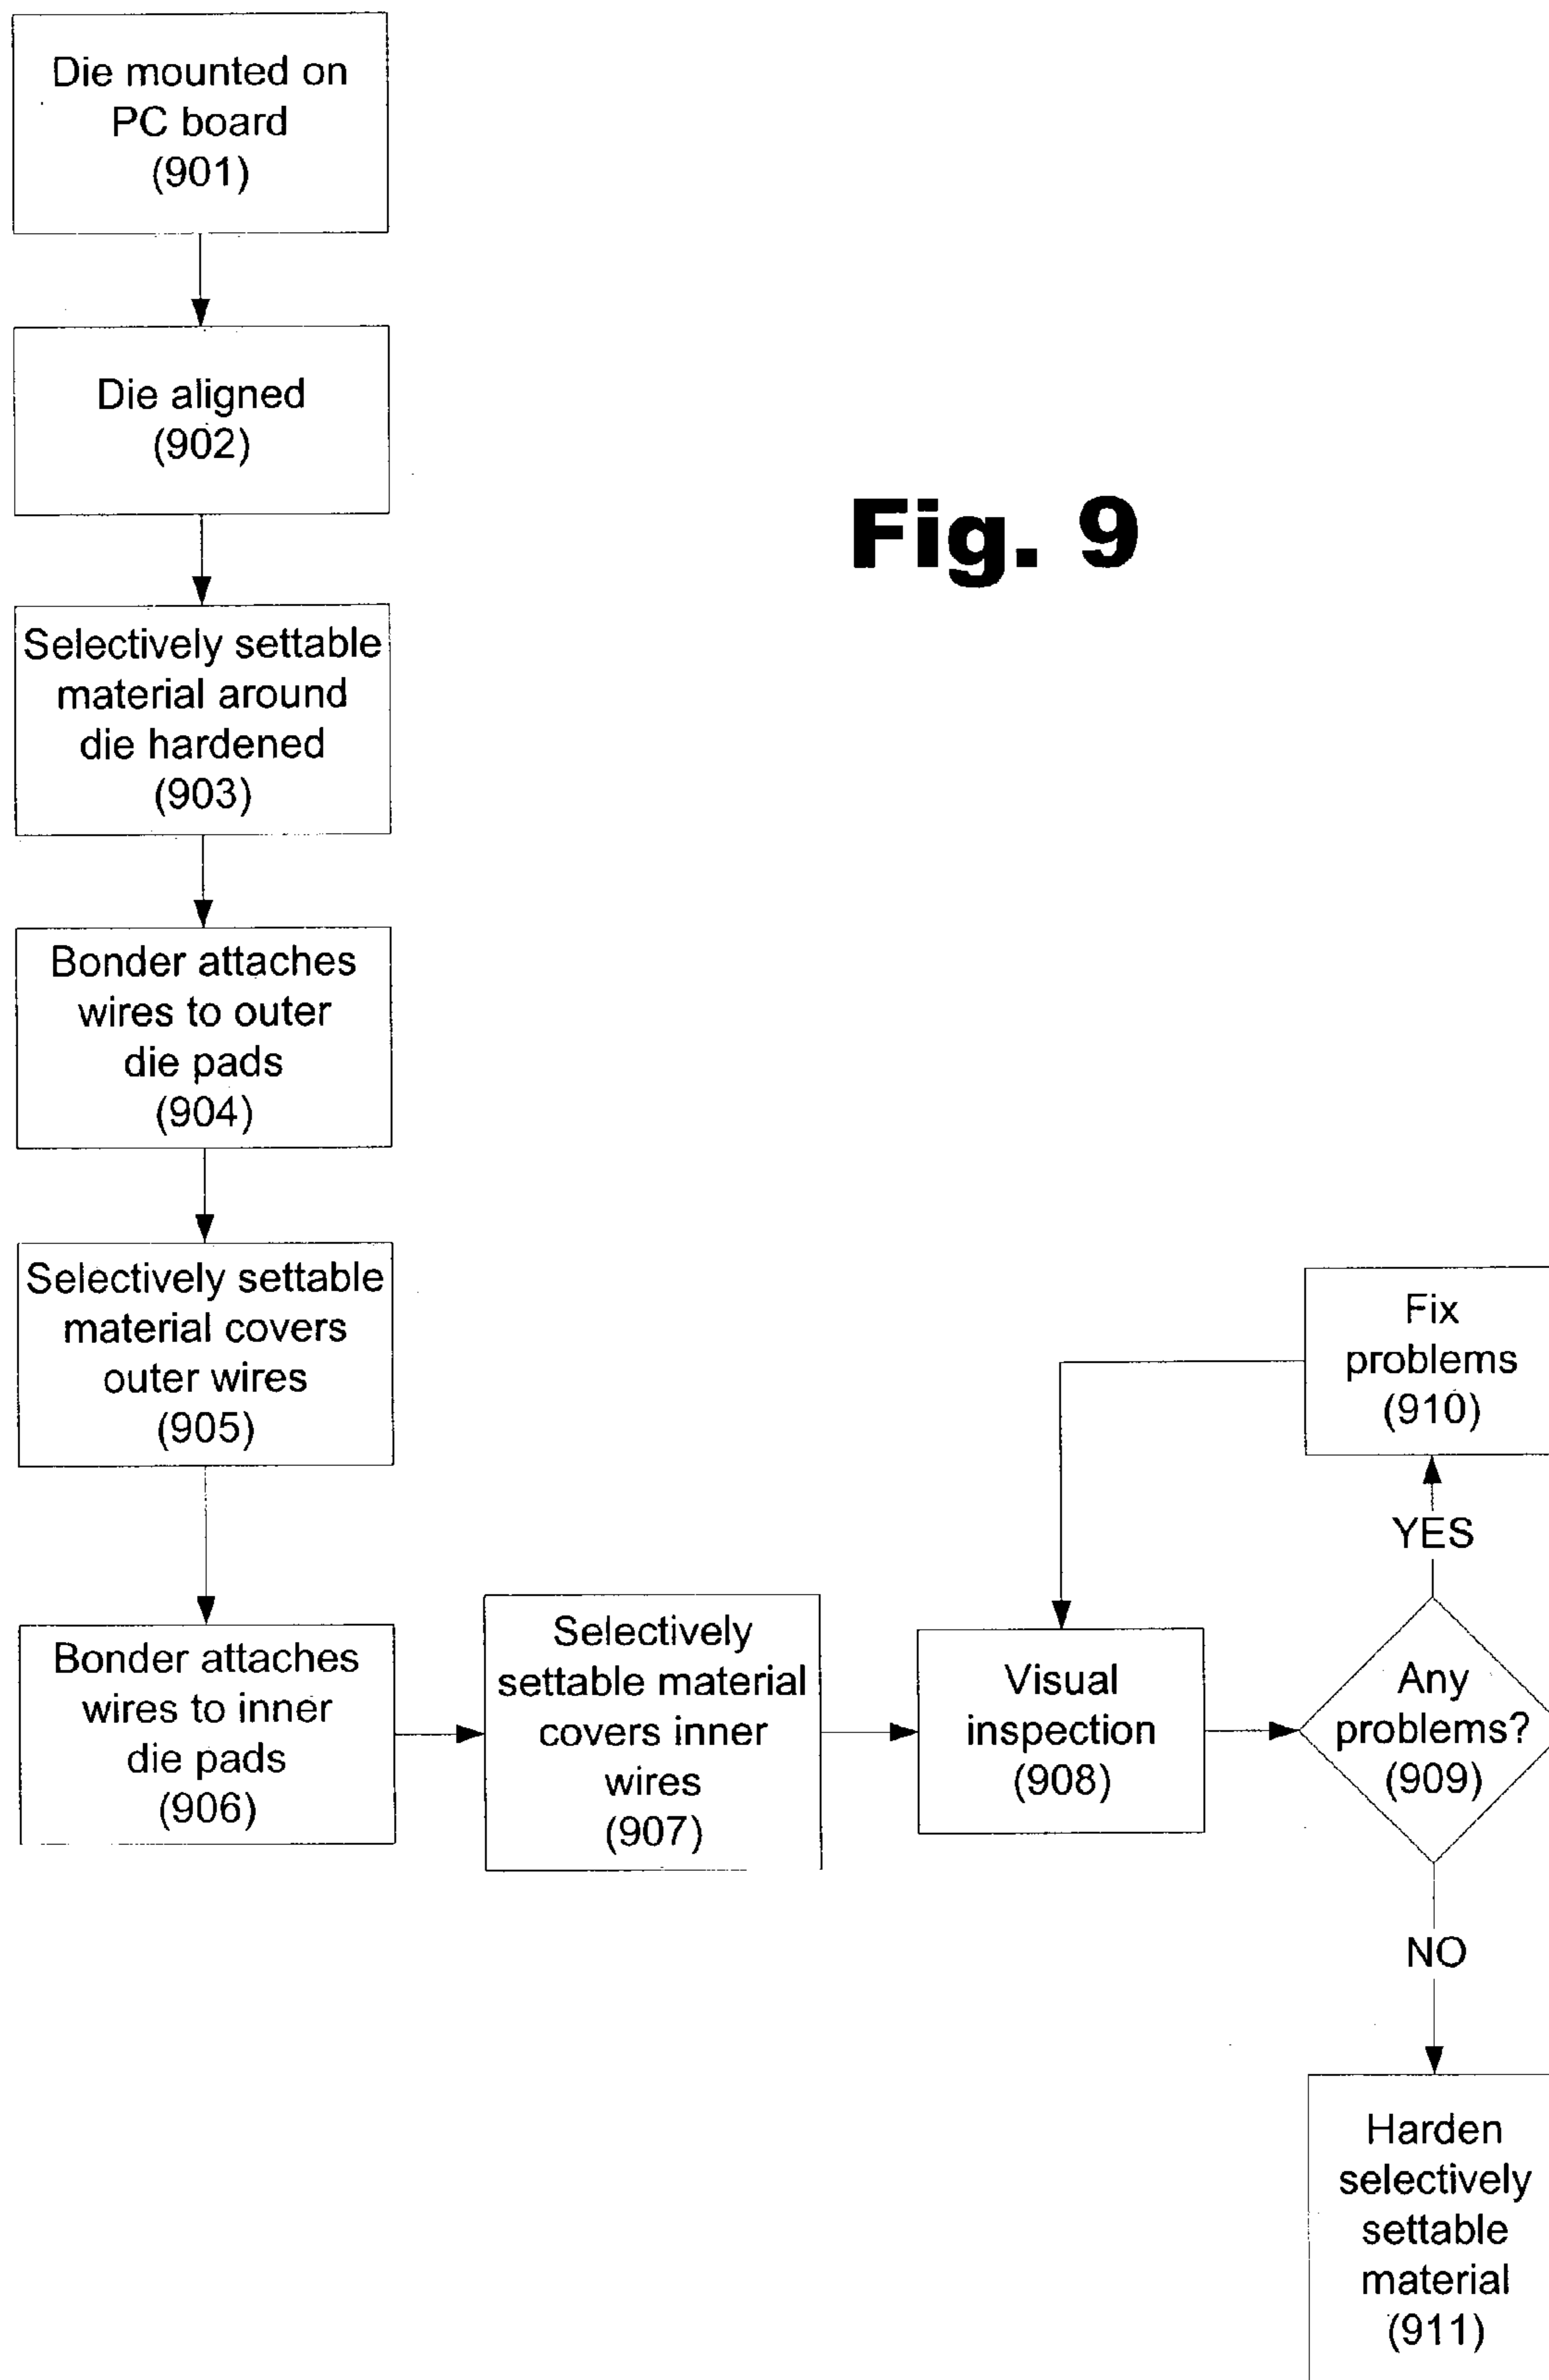 Die mounted on
PC board
(901)
Die aligned
(902)
Fig. 9
Selectively settable
material around
die hardened
(903)
Bonder attaches
wires to outer
die pads
(904)
Selectively settable
material covers
outer wires
(905)
Bonder attaches
wires to inner
die pads
(906)
Selectively
settable material
covers inner
wires
(907)
Visual
inspection
(908)
Any
problems?
(909)
YES
Fix
problems
(910)
NO
Harden
selectively
settable
material
(911)